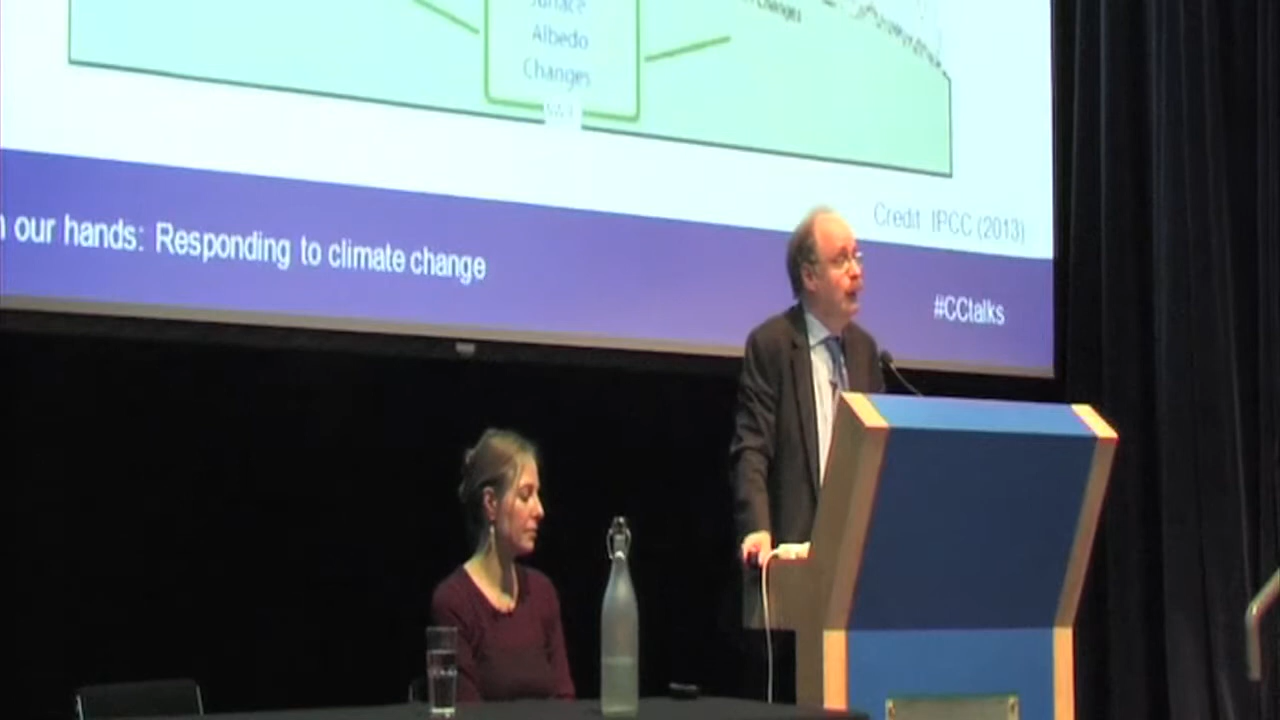 Albedo
Changes
Credit IPCC (2013)
our hands: Responding to climate change
#CCtalks